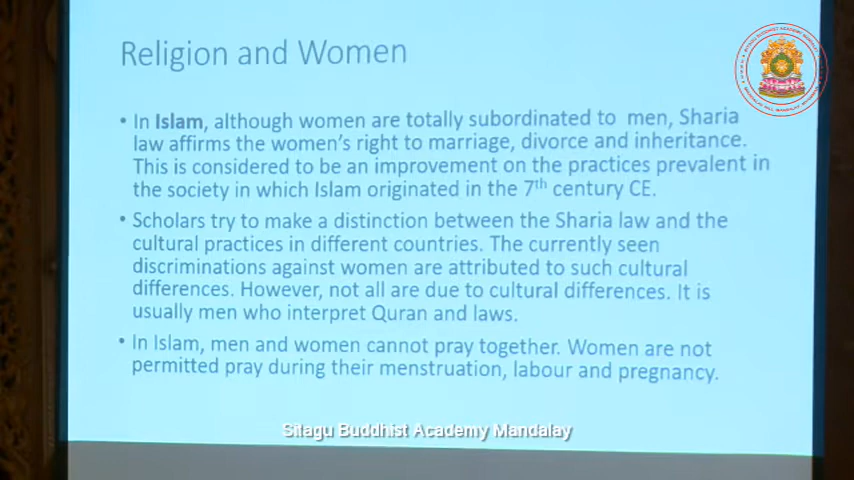 Religion and Women
• In Islam, although women are totally subordinated to men, Sharia
law affirms the women's right to marriage, divorce and inheritance.
This is considered to be an improvement on the practices prevalent in
the society in which Islam originated in the 7th century CE.
• Scholars try to make a distinction between the Sharia law and the
cultural practices in different countries. The currently seen
discriminations against women are attributed to such cultural
differences. However, not all are due to cultural differences. It is
usually men who interpret Quran and laws.
• In Islam, men and women cannot pray together. Women are not
permitted pray during their menstruation, labour and pregnancy.
Sitagu Buddhist Academy Mandalay